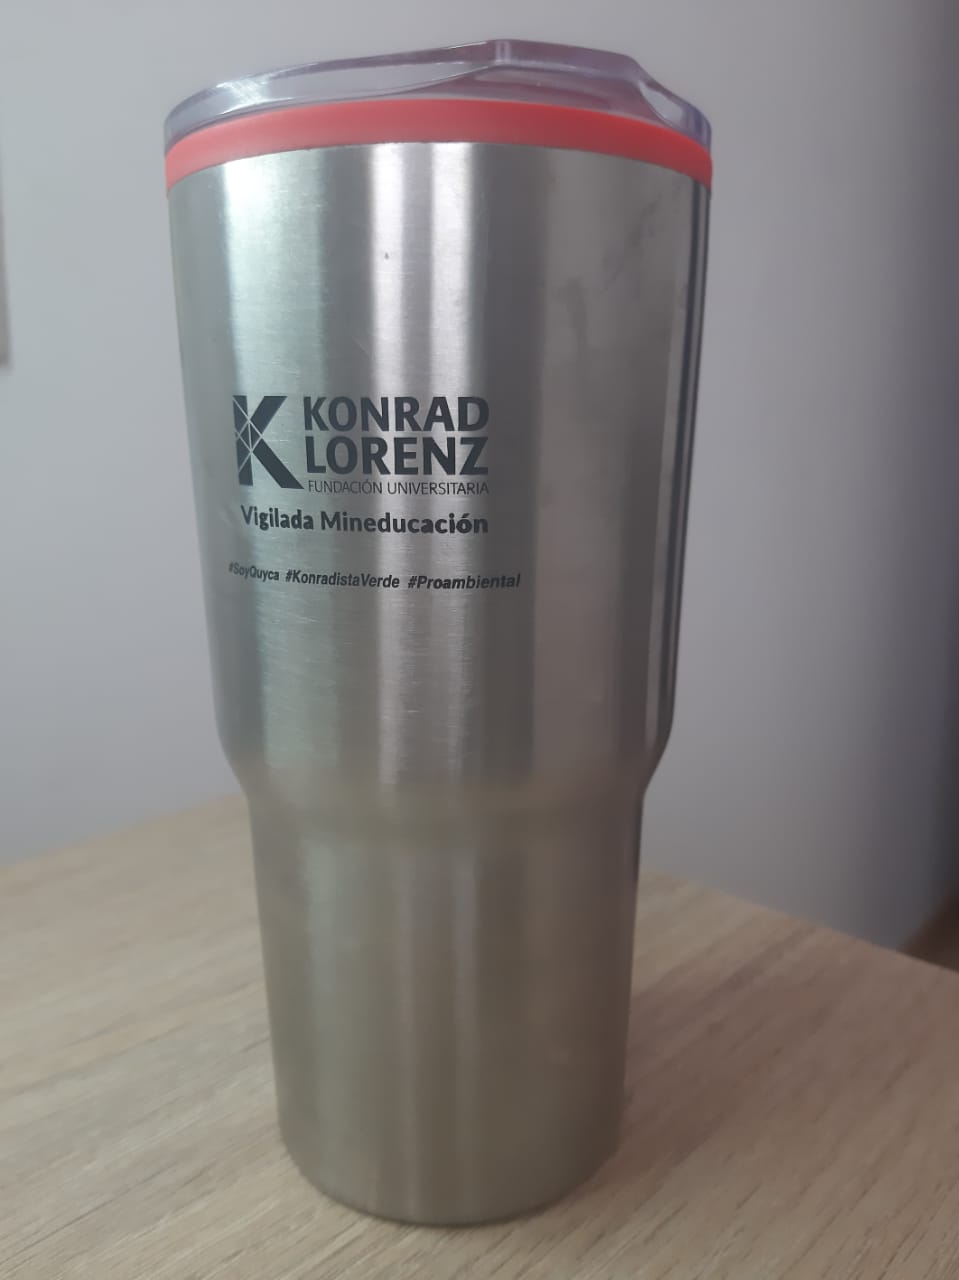 KONRAD
LORENZ
FUNDACIÓN UNIVERSITARIA
Vigilada Mineducación
#SoyQuyca #KonradistaVerde #Proambiental